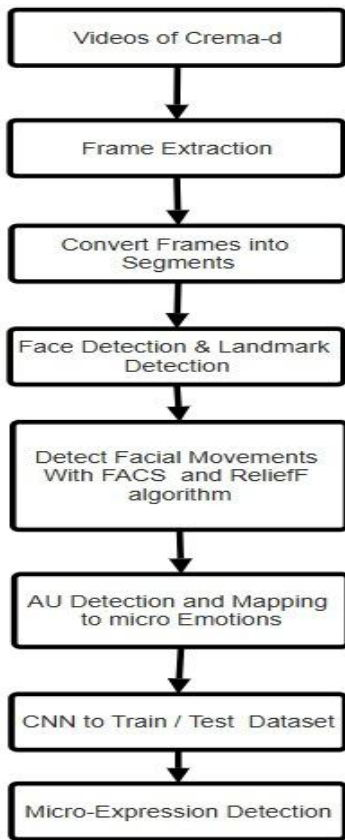 Videos of Crema-d
Frame Extraction
Convert Frames into
Segments
Face Detection & Landmark
Detection
Detect Facial Movements
With FACS and ReliefF
algorithm
AU Detection and Mapping
to micro Emotions
CNN to Train / Test Dataset
Micro-Expression Detection